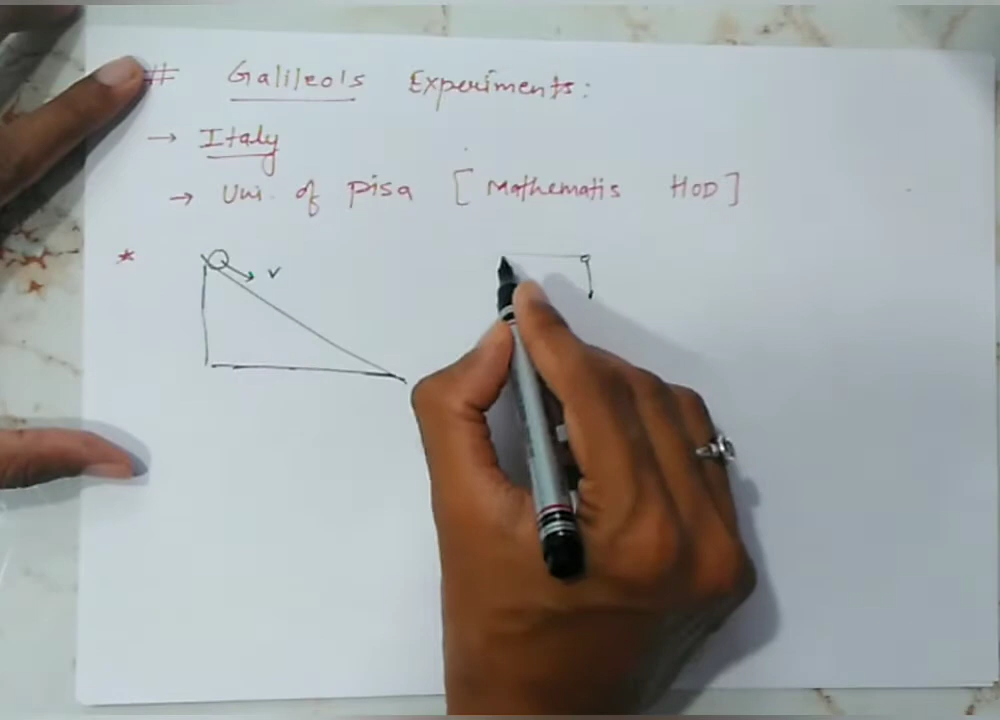 # Galileo's Experiments:
→ Italy
→ Uni. of pisa [ Mathematis HOD ]
*
v